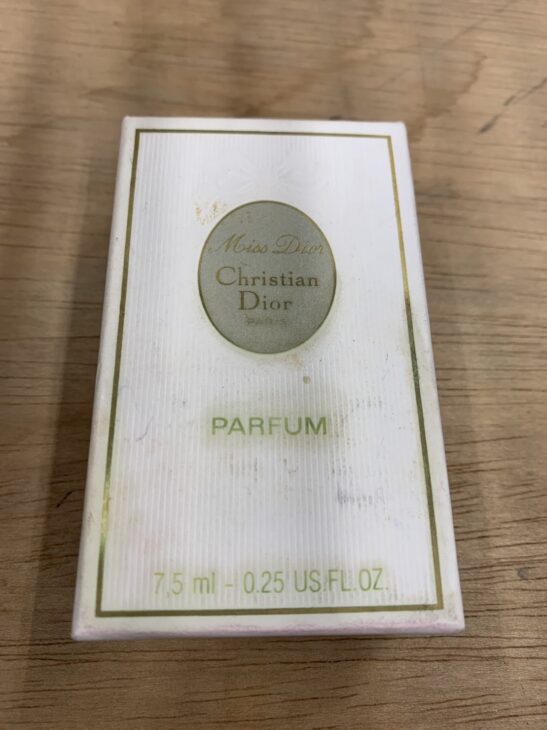 Miss Dior
Christian
Dior
PARIS
PARFUM
7,5 ml - 0.25 US.FL.OZ.